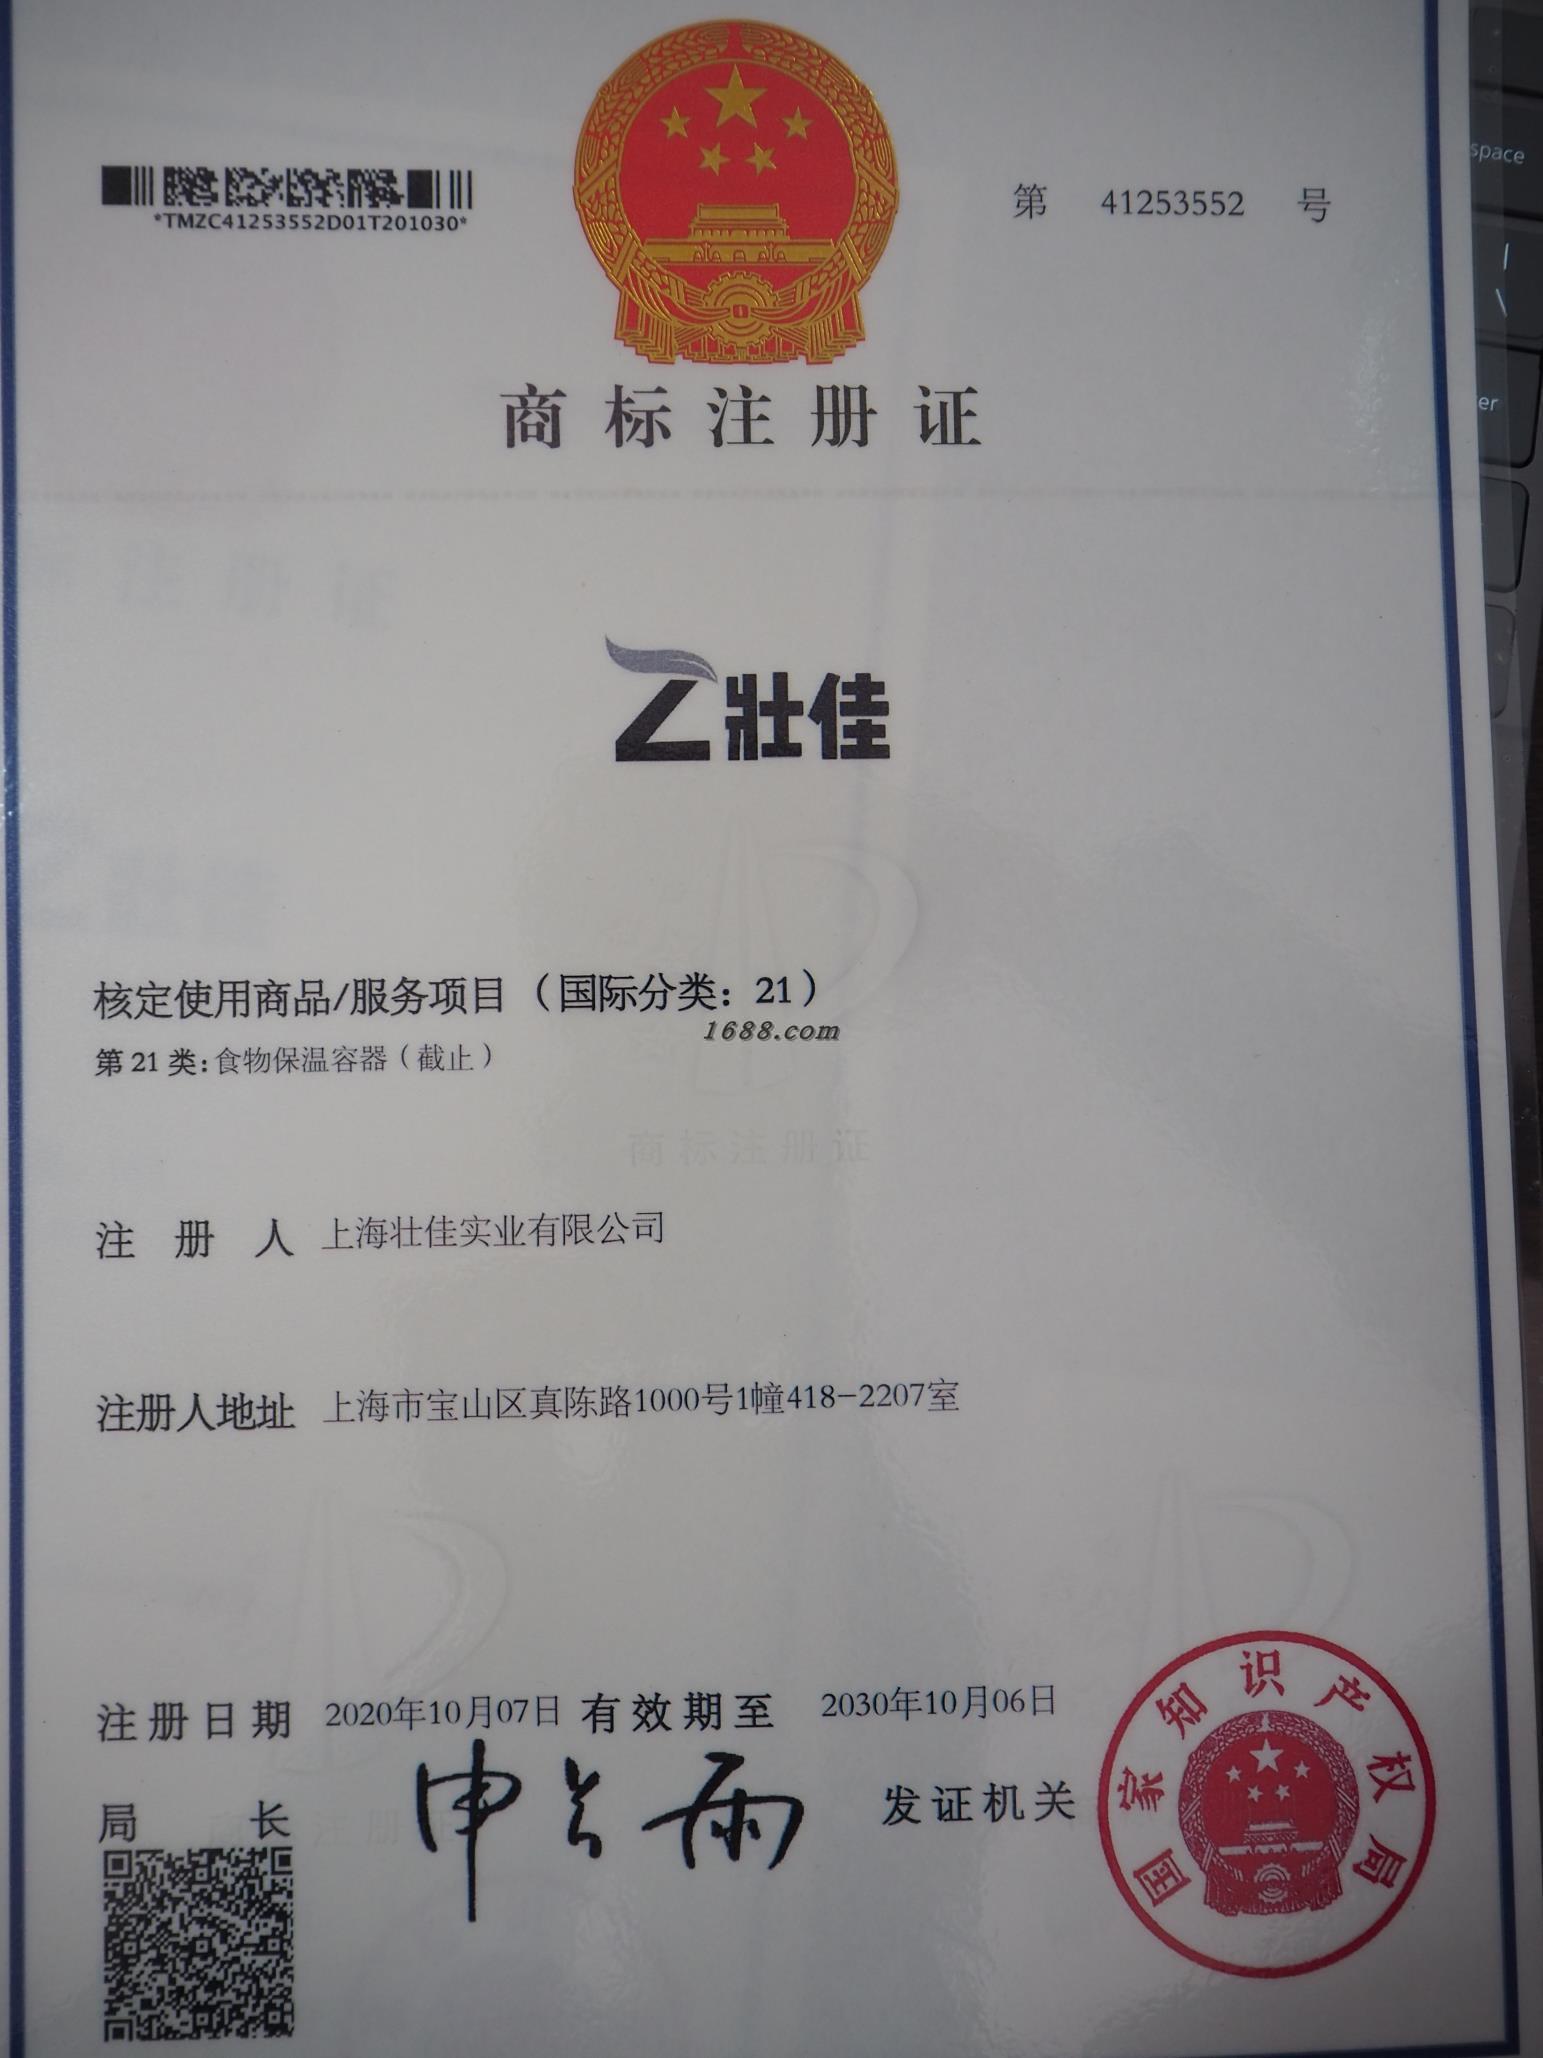 *TMZC41253552D01T201030*
第 41253552 号
商标注册证
壯佳
核定使用商品/服务项目（国际分类：21）
1688.com
第21类:食物保温容器（截止）
商标注册证
注册人 上海壮佳实业有限公司
注册人地址 上海市宝山区真陈路1000号1幢418-2207室
注册日期 2020年10月07日 有效期至 2030年10月06日
局长 申长雨 发证机关
国家知识产权局
space
er